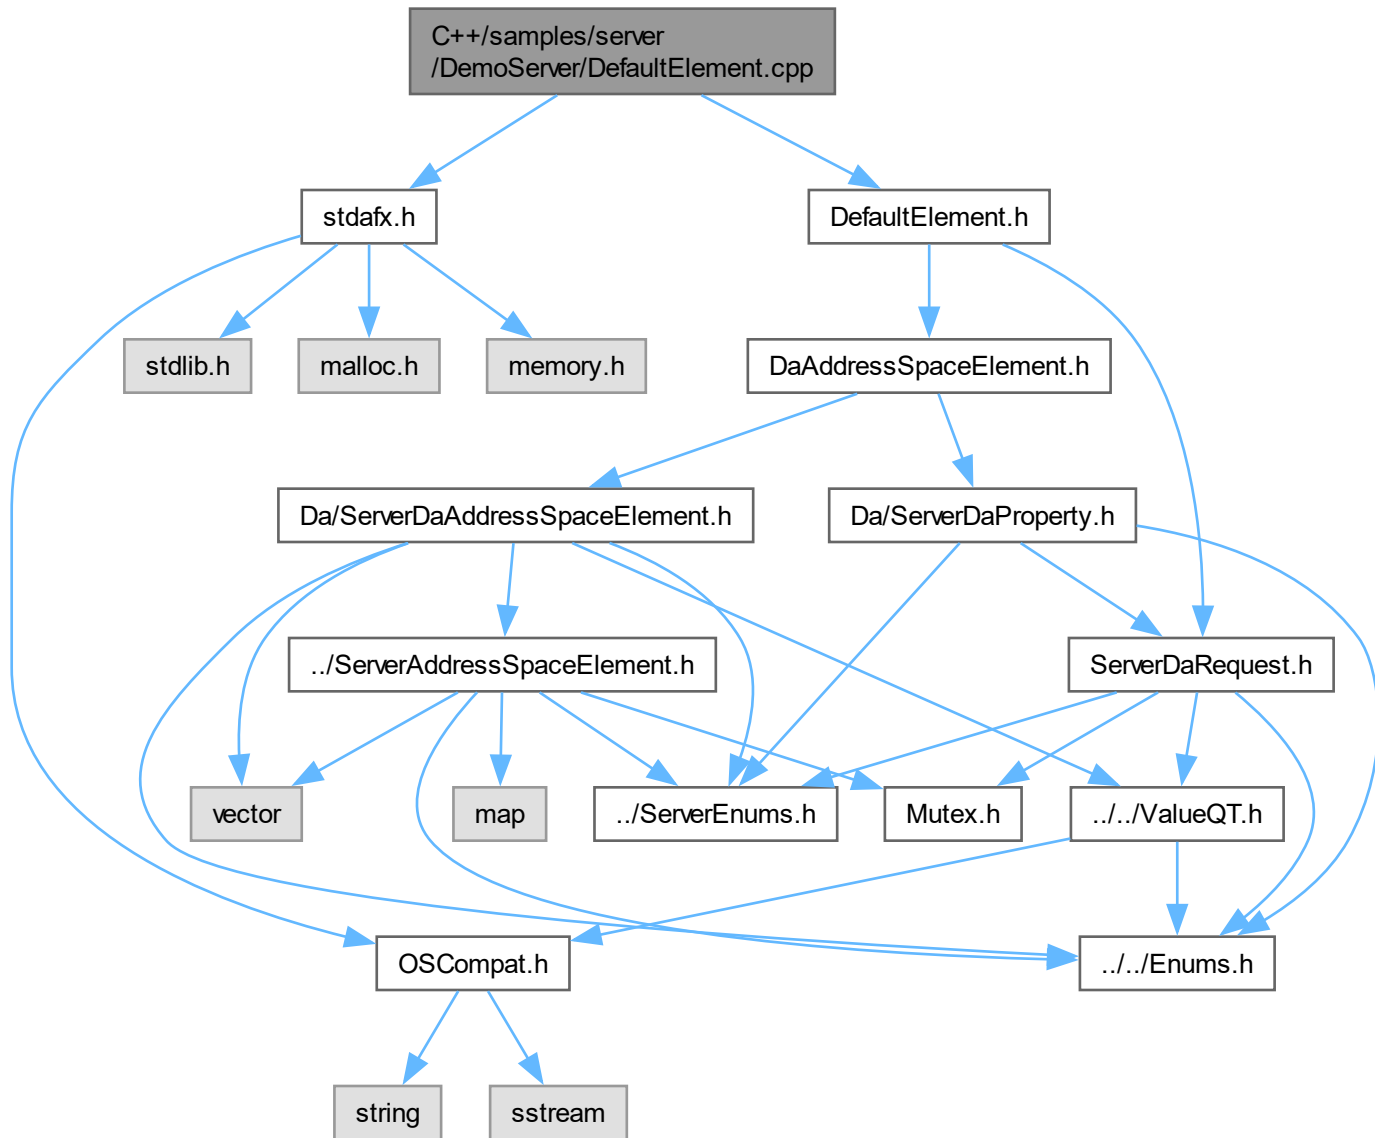 C++/samples/server
/DemoServer/DefaultElement.cpp
stdafx.h
DefaultElement.h
stdlib.h
malloc.h
memory.h
DaAddressSpaceElement.h
Da/ServerDaAddressSpaceElement.h
Da/ServerDaProperty.h
../ServerAddressSpaceElement.h
ServerDaRequest.h
vector
map
../ServerEnums.h
Mutex.h
../../ValueQT.h
OSCompat.h
../../Enums.h
string
sstream